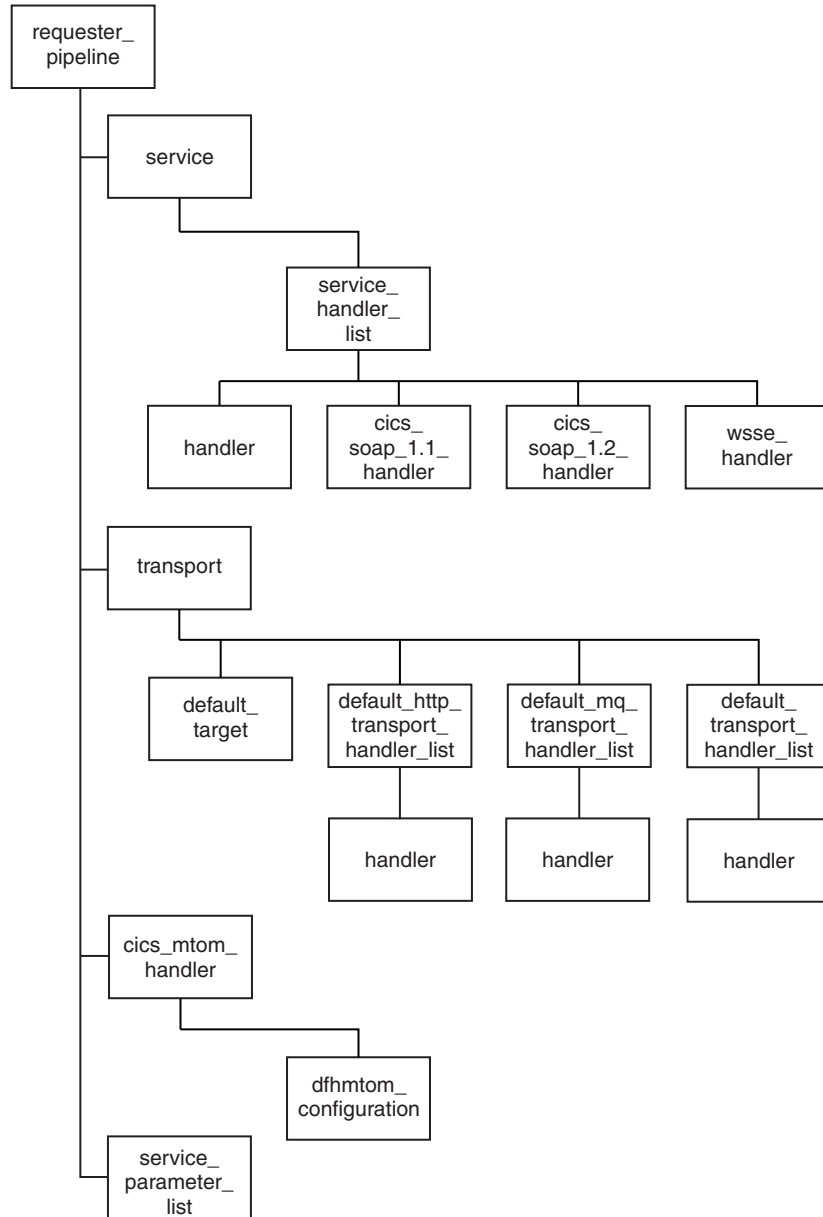 requester_
pipeline
service
service_
handler_
list
handler
cics_
soap_1.1_
handler
cics_
soap_1.2_
handler
wsse_
handler
transport
default_
target
default_http_
transport_
handler_list
default_mq_
transport_
handler_list
default_
transport_
handler_list
handler
handler
handler
cics_mtom_
handler
dfhmtom_
configuration
service_
parameter_
list